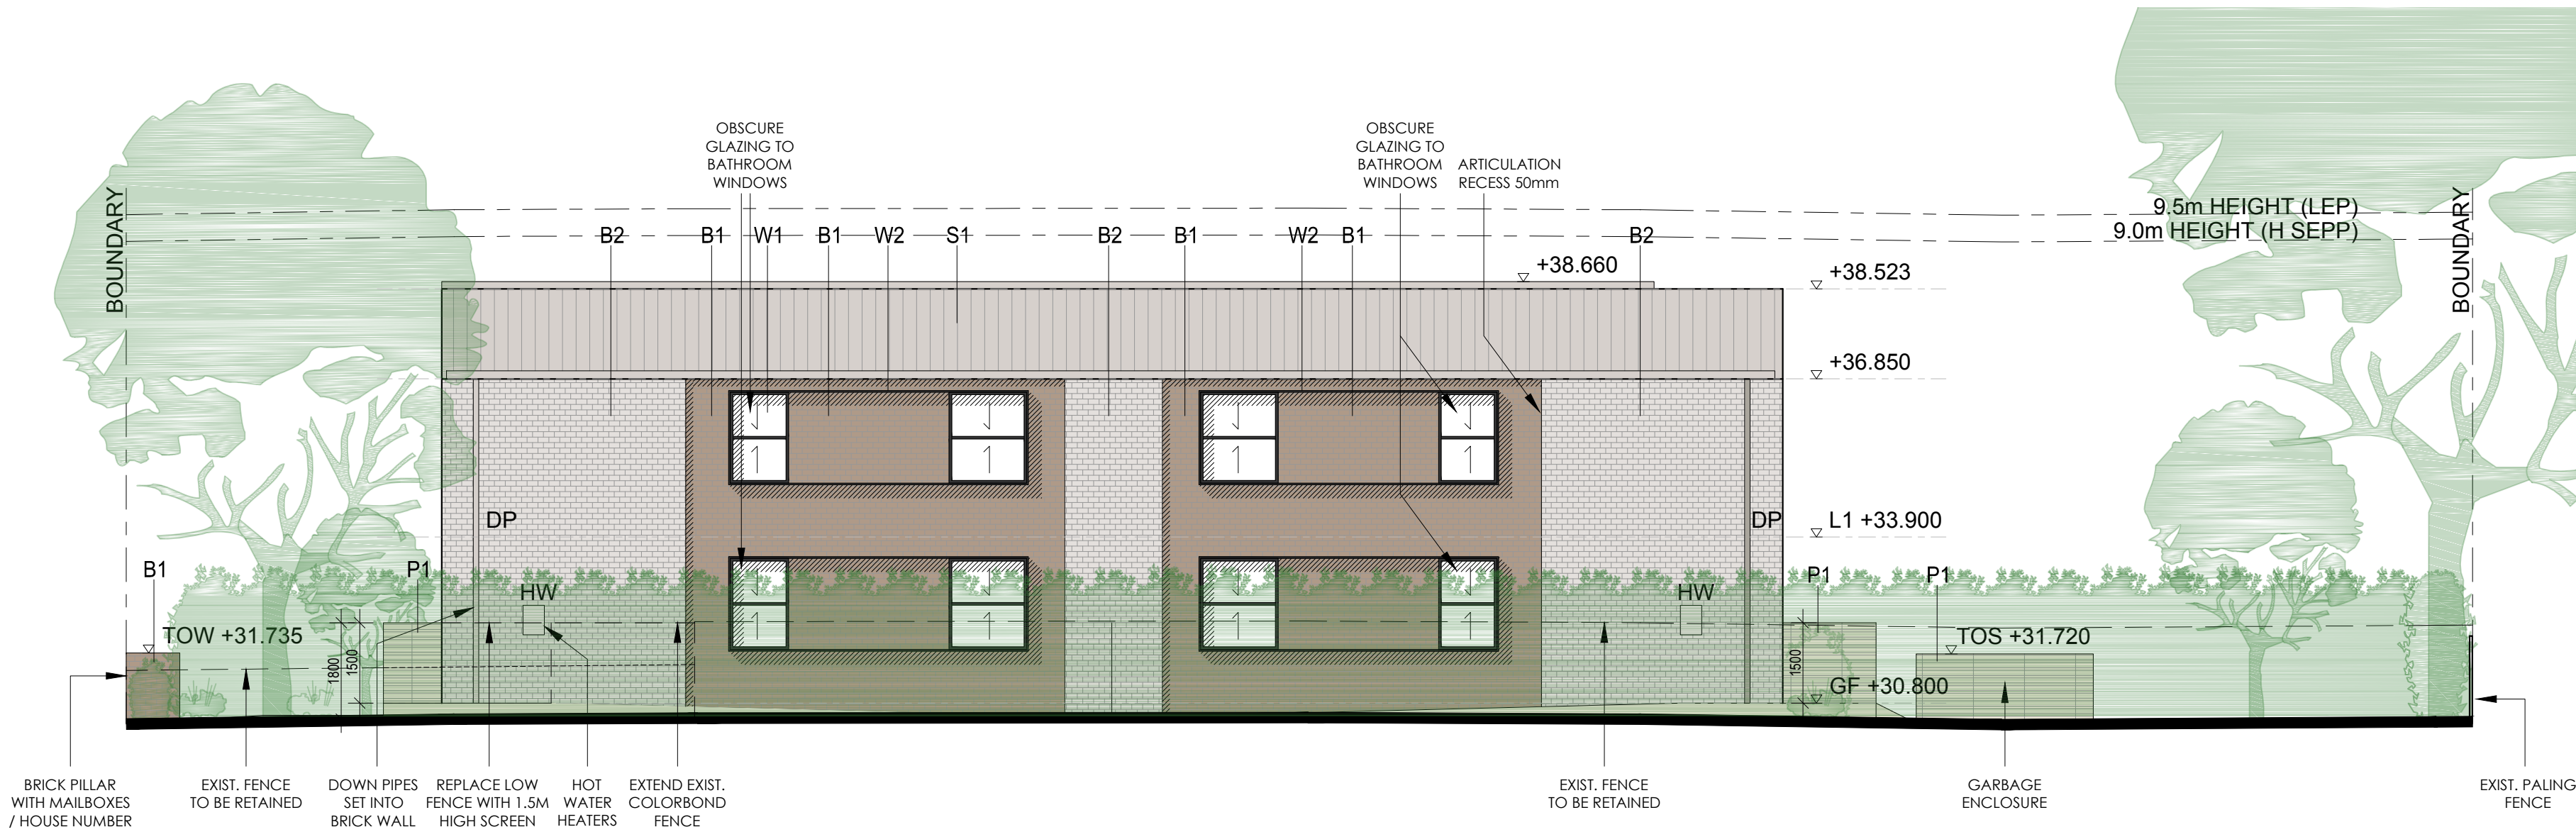 OBSCURE
GLAZING TO
BATHROOM
WINDOWS
OBSCURE
GLAZING TO
BATHROOM
WINDOWS
ARTICULATION
RECESS 50mm
BOUNDARY
BOUNDARY
9.5m HEIGHT (LEP)
9.0m HEIGHT (H SEPP)
B2 B1 W1 B1 W2 S1 B2 B1 W2 B1 B2
+38.660
+38.523
+36.850
DP
DP
L1 +33.900
B1
P1
P1
P1
HW
HW
TOW +31.735
TOS +31.720
1800
1500
1500
GF +30.800
BRICK PILLAR
WITH MAILBOXES
/ HOUSE NUMBER
EXIST. FENCE
TO BE RETAINED
DOWN PIPES
SET INTO
BRICK WALL
REPLACE LOW
FENCE WITH 1.5M
HIGH SCREEN
HOT
WATER
HEATERS
EXTEND EXIST.
COLORBOND
FENCE
EXIST. FENCE
TO BE RETAINED
GARBAGE
ENCLOSURE
EXIST. PALING
FENCE